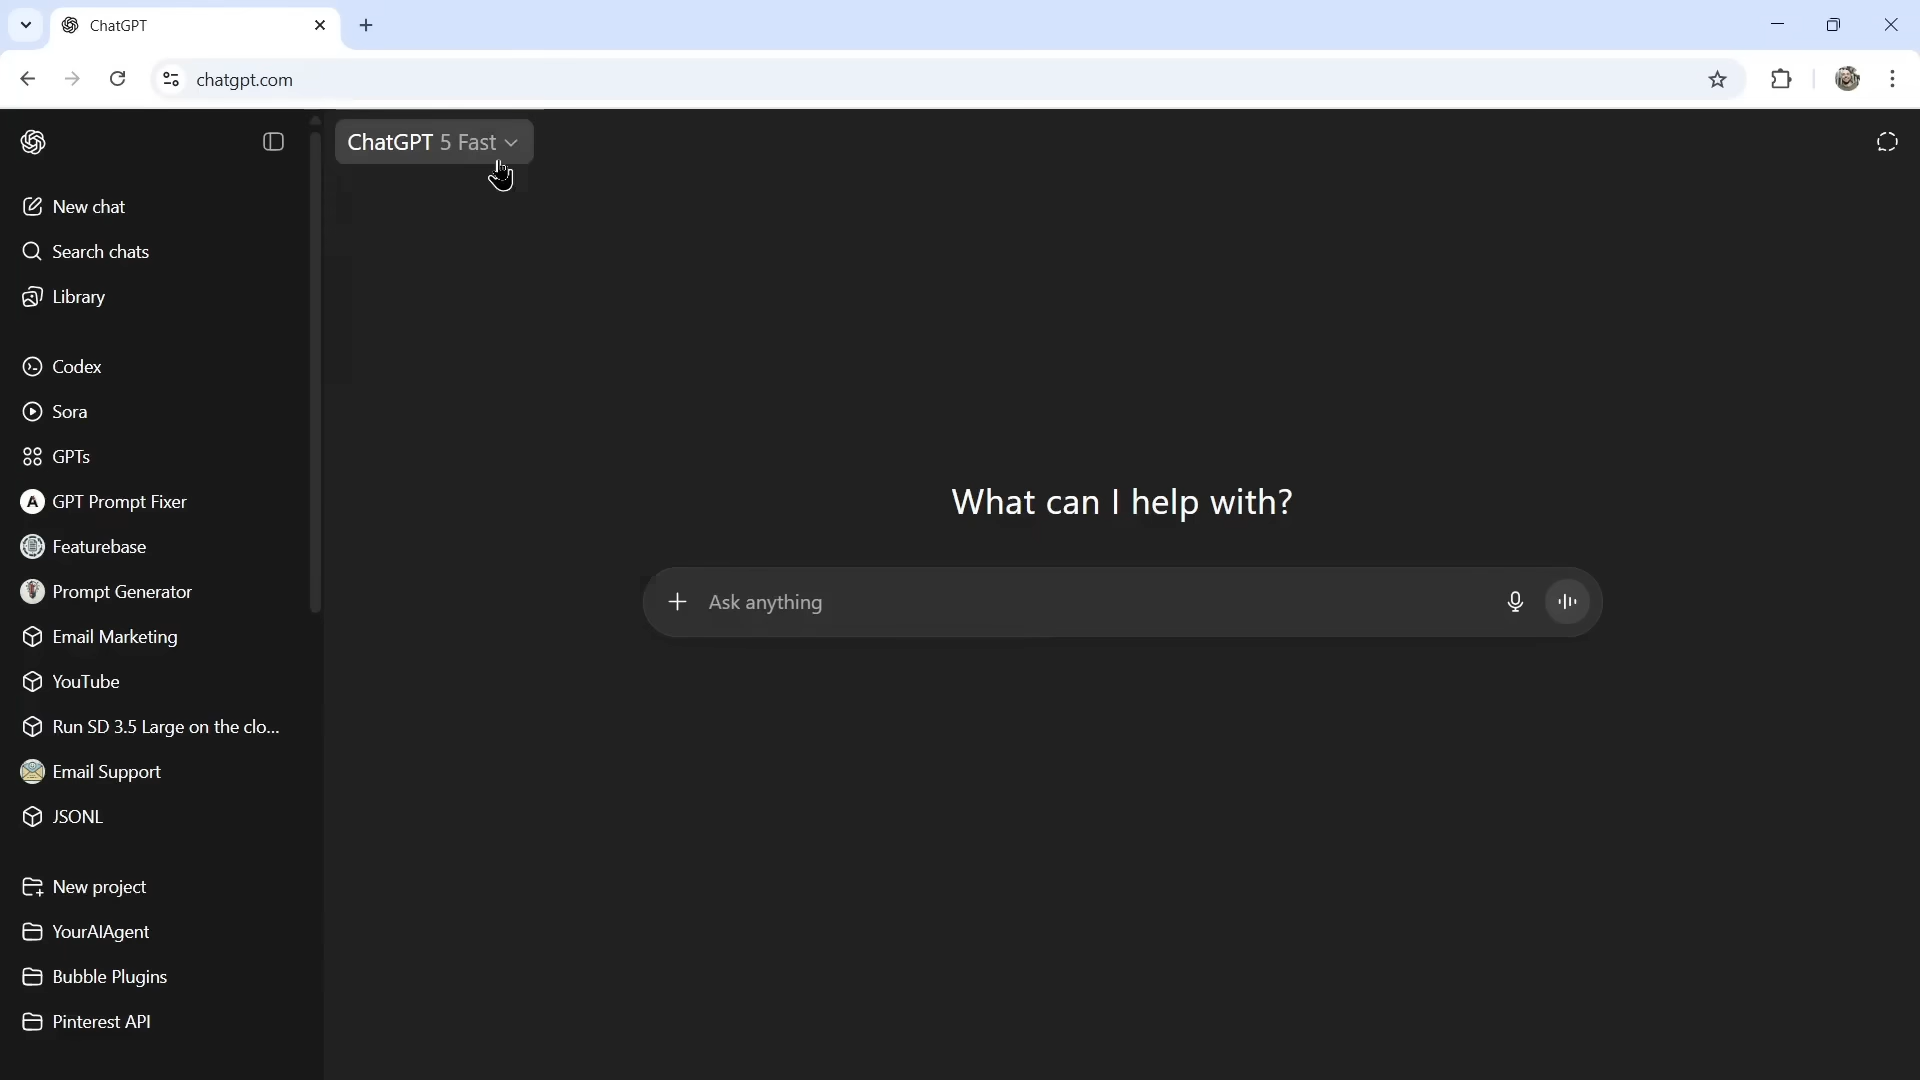 ChatGPT
chatgpt.com
ChatGPT 5 Fast
New chat
Search chats
Library
Codex
Sora
GPTs
A GPT Prompt Fixer
Featurebase
Prompt Generator
Email Marketing
YouTube
Run SD 3.5 Large on the clo...
Email Support
JSONL
New project
YourAIAgent
Bubble Plugins
Pinterest API
What can I help with?
Ask anything